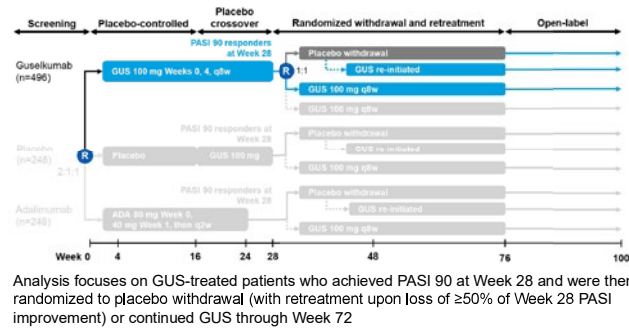 Screening
Placebo-controlled
Placebo
crossover
Randomized withdrawal and retreatment
Open-label
PASI 90 responders
at Week 28
Guselkumab
(n=496)
GUS 100 mg Weeks 0, 4, q8w
R
1:1
Placebo withdrawal
GUS re-initiated
GUS 100 mg q8w
GUS 100 mg q8w
PASI 90 responders at
Week 28
Placebo
(n=248)
R
2:1:1
Placebo
GUS 100 mg
Placebo withdrawal
GUS re-initiated
GUS 100 mg q8w
PASI 90 responders at
Week 28
Adalimumab
(n=248)
ADA 80 mg Week 0,
40 mg Week 1, then q2w
Placebo withdrawal
GUS re-initiated
GUS 100 mg q8w
Week 0 4 16 24 28 48 76 100
Analysis focuses on GUS-treated patients who achieved PASI 90 at Week 28 and were then
randomized to placebo withdrawal (with retreatment upon loss of ≥50% of Week 28 PASI
improvement) or continued GUS through Week 72